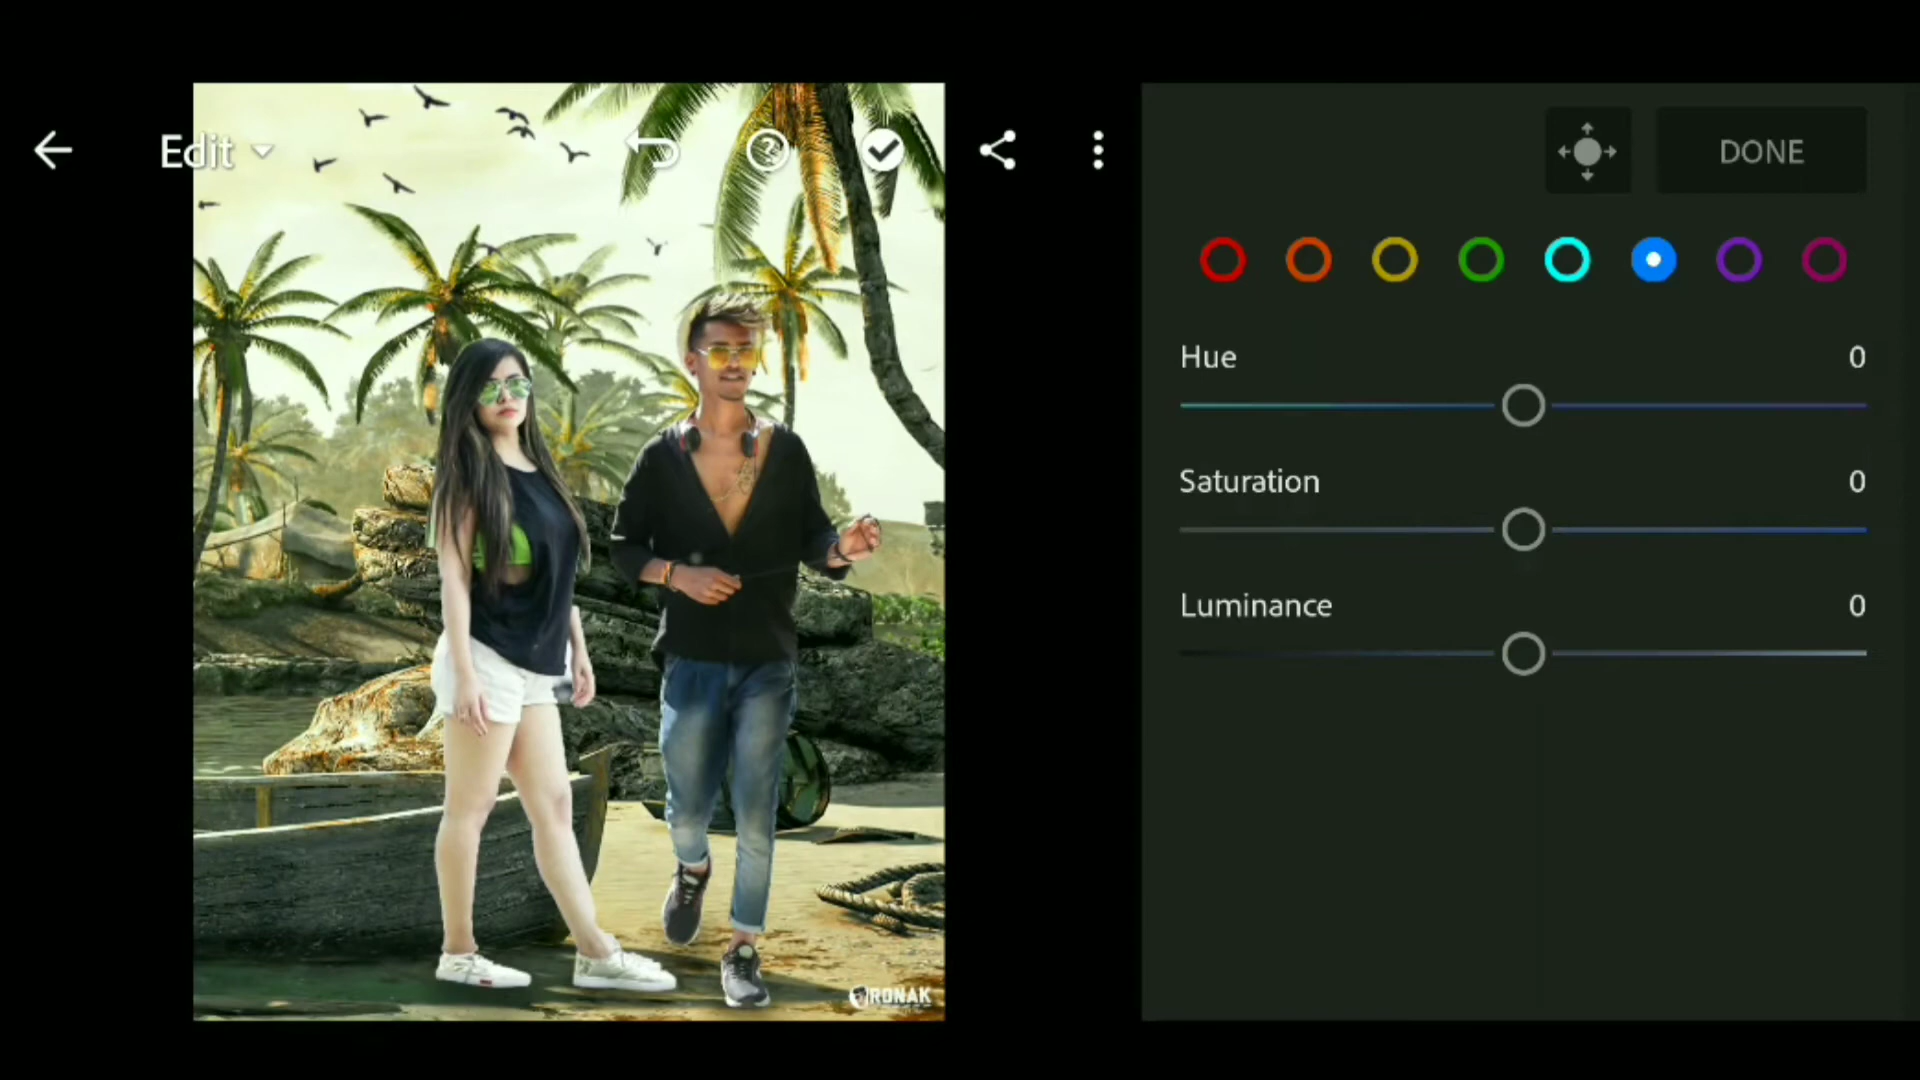 Edit
DONE
Hue 0
Saturation 0
Luminance 0
RONAK